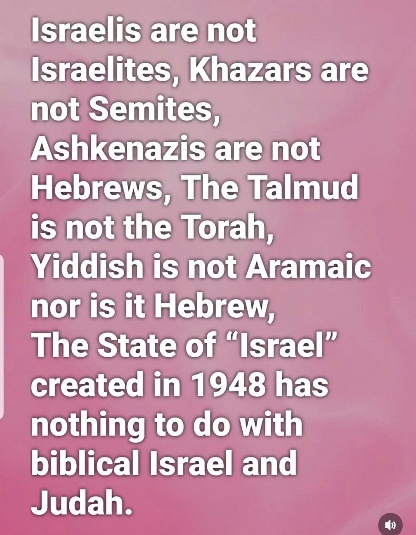 Israelis are not
Israelites, Khazars are
not Semites,
Ashkenazis are not
Hebrews, The Talmud
is not the Torah,
Yiddish is not Aramaic
nor is it Hebrew,
The State of “Israel”
created in 1948 has
nothing to do with
biblical Israel and
Judah.